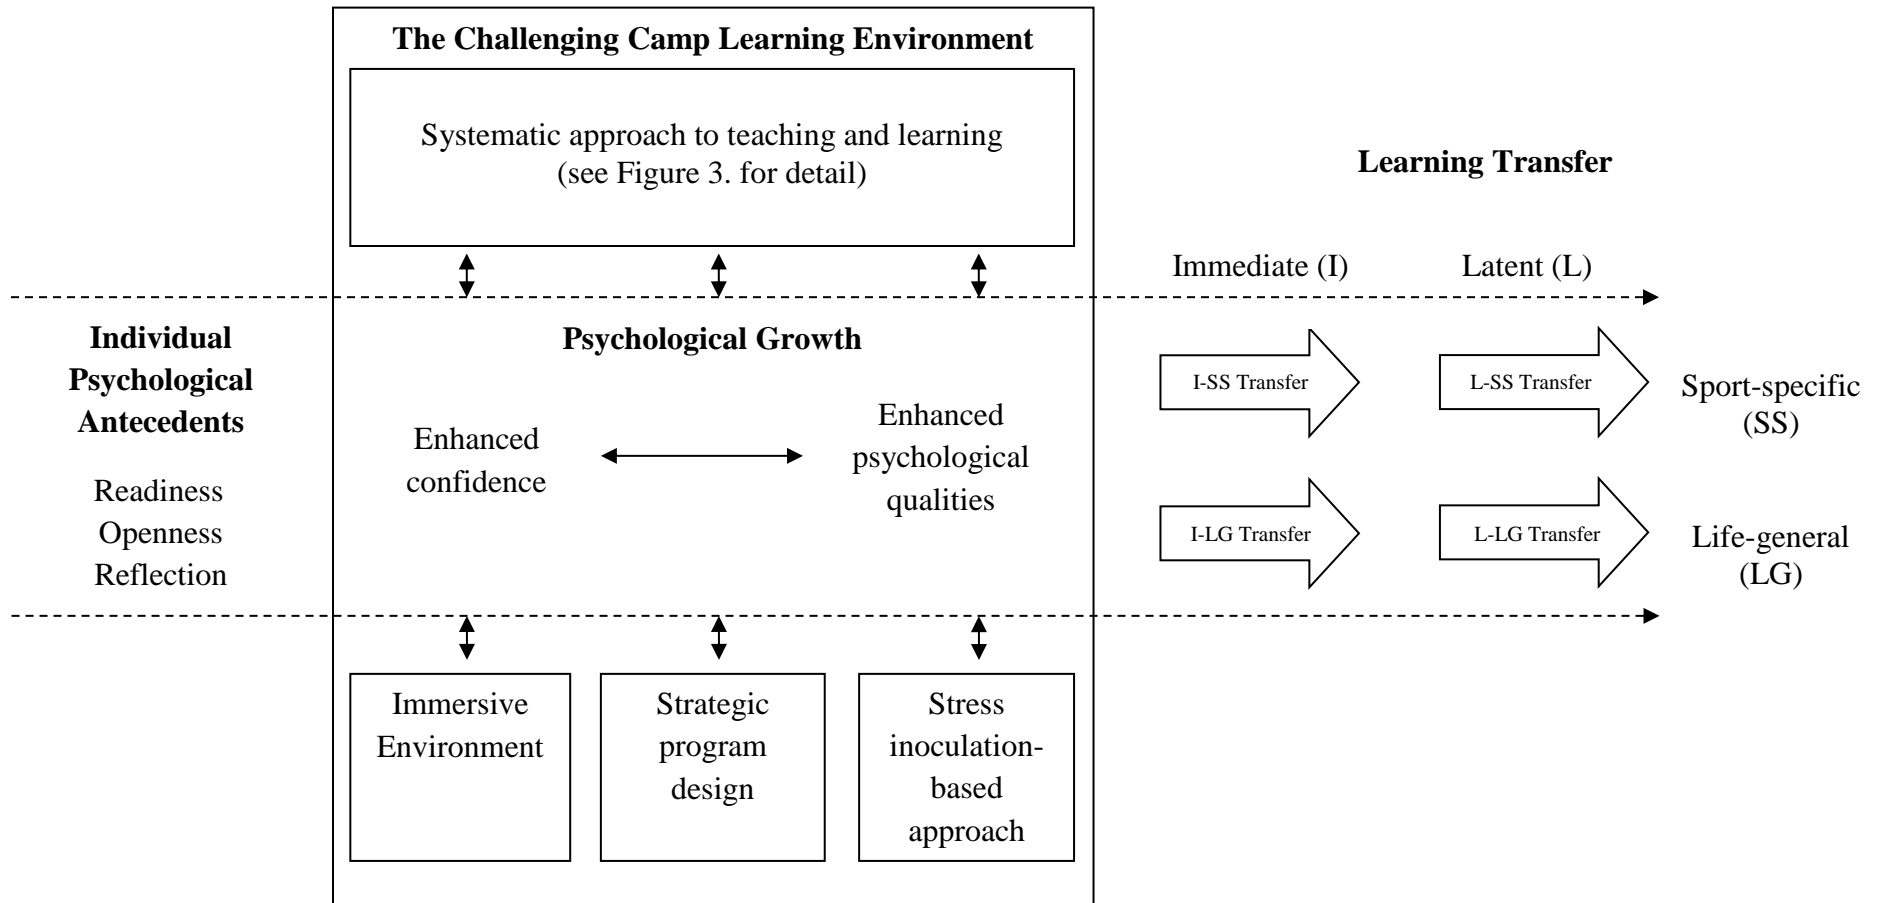 The Challenging Camp Learning Environment
Systematic approach to teaching and learning
(see Figure 3. for detail)
Learning Transfer
Immediate (I)
Latent (L)
Individual
Psychological
Antecedents
Readiness
Openness
Reflection
Psychological Growth
Enhanced
confidence
Enhanced
psychological
qualities
I-SS Transfer
L-SS Transfer
Sport-specific
(SS)
I-LG Transfer
L-LG Transfer
Life-general
(LG)
Immersive
Environment
Strategic
program
design
Stress
inoculation-
based
approach